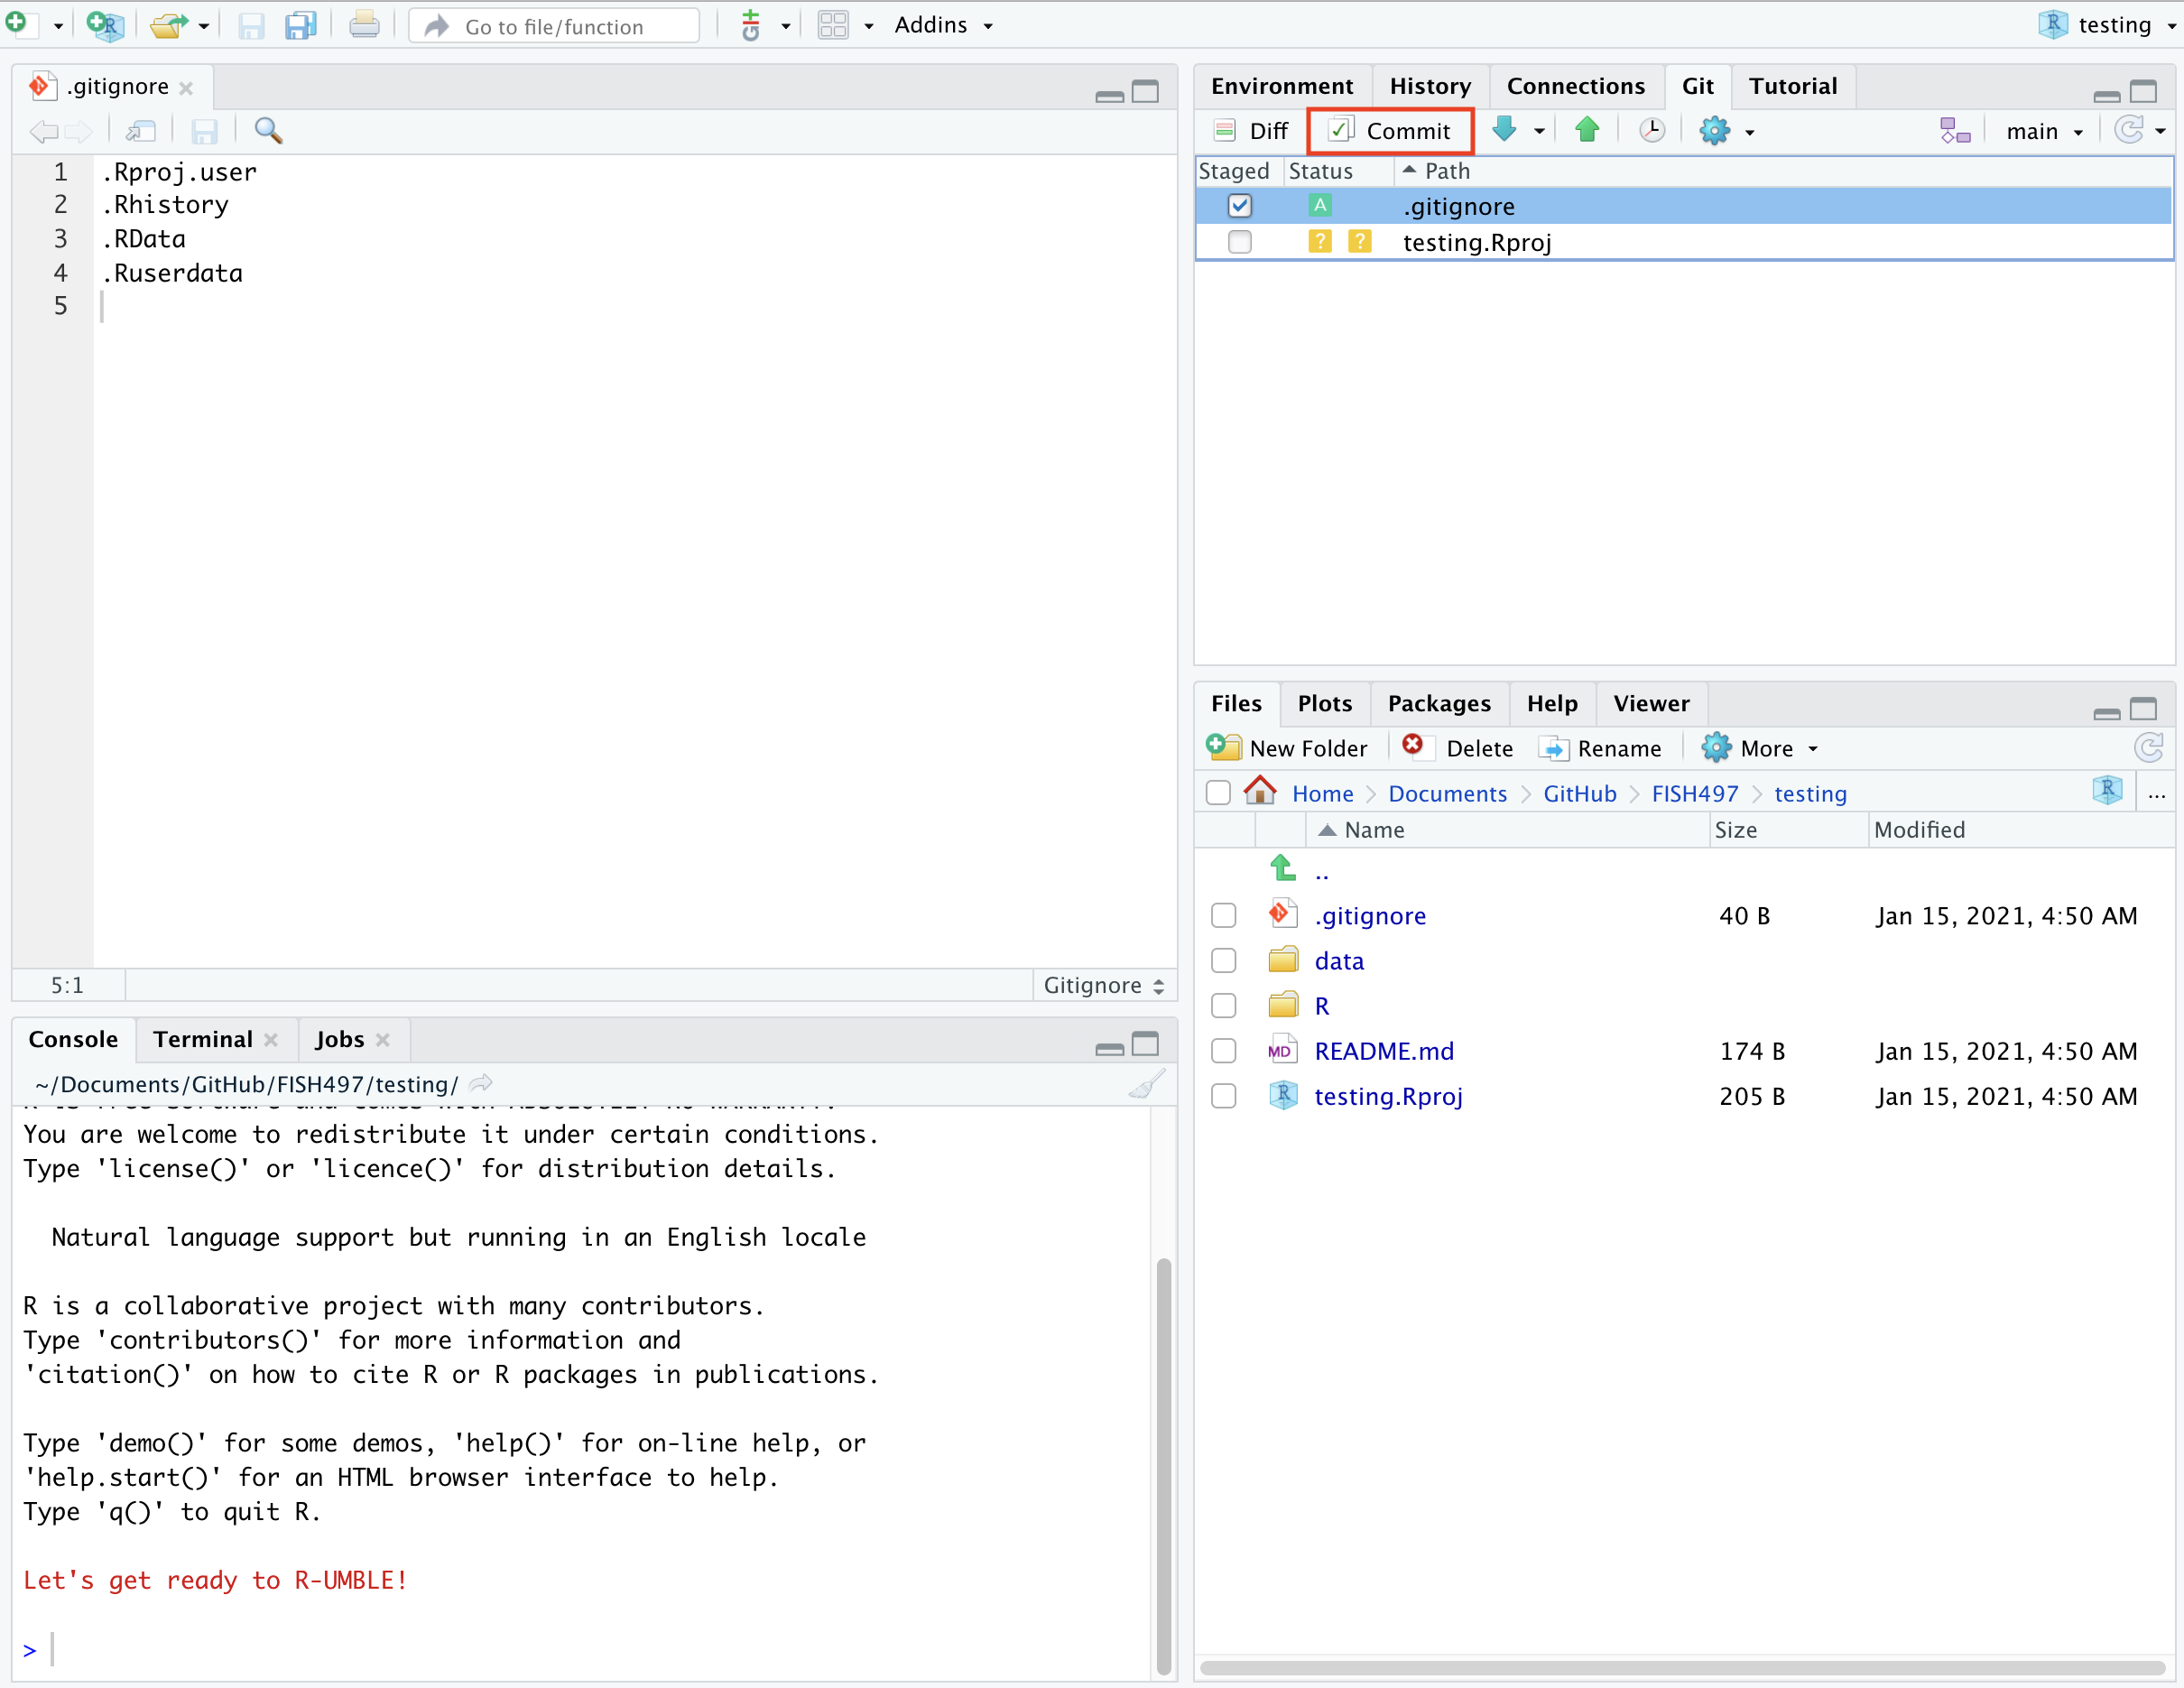 Go to file/function
Addins
testing
.gitignore
1 .Rproj.user
2 .Rhistory
3 .RData
4 .Ruserdata
5
5:1
Gitignore
Console Terminal Jobs
~/Documents/GitHub/FISH497/testing/
You are welcome to redistribute it under certain conditions.
Type 'license()' or 'licence()' for distribution details.
Natural language support but running in an English locale
R is a collaborative project with many contributors.
Type 'contributors()' for more information and
'citation()' on how to cite R or R packages in publications.
Type 'demo()' for some demos, 'help()' for on-line help, or
'help.start()' for an HTML browser interface to help.
Type 'q()' to quit R.
Let's get ready to R-UMBLE!
>
Environment History Connections Git Tutorial
Diff Commit main
Staged Status Path
A .gitignore
? ? testing.Rproj
Files Plots Packages Help Viewer
New Folder Delete Rename More
Home Documents GitHub FISH497 testing ...
Name Size Modified
..
.gitignore 40 B Jan 15, 2021, 4:50 AM
data
R
README.md 174 B Jan 15, 2021, 4:50 AM
testing.Rproj 205 B Jan 15, 2021, 4:50 AM